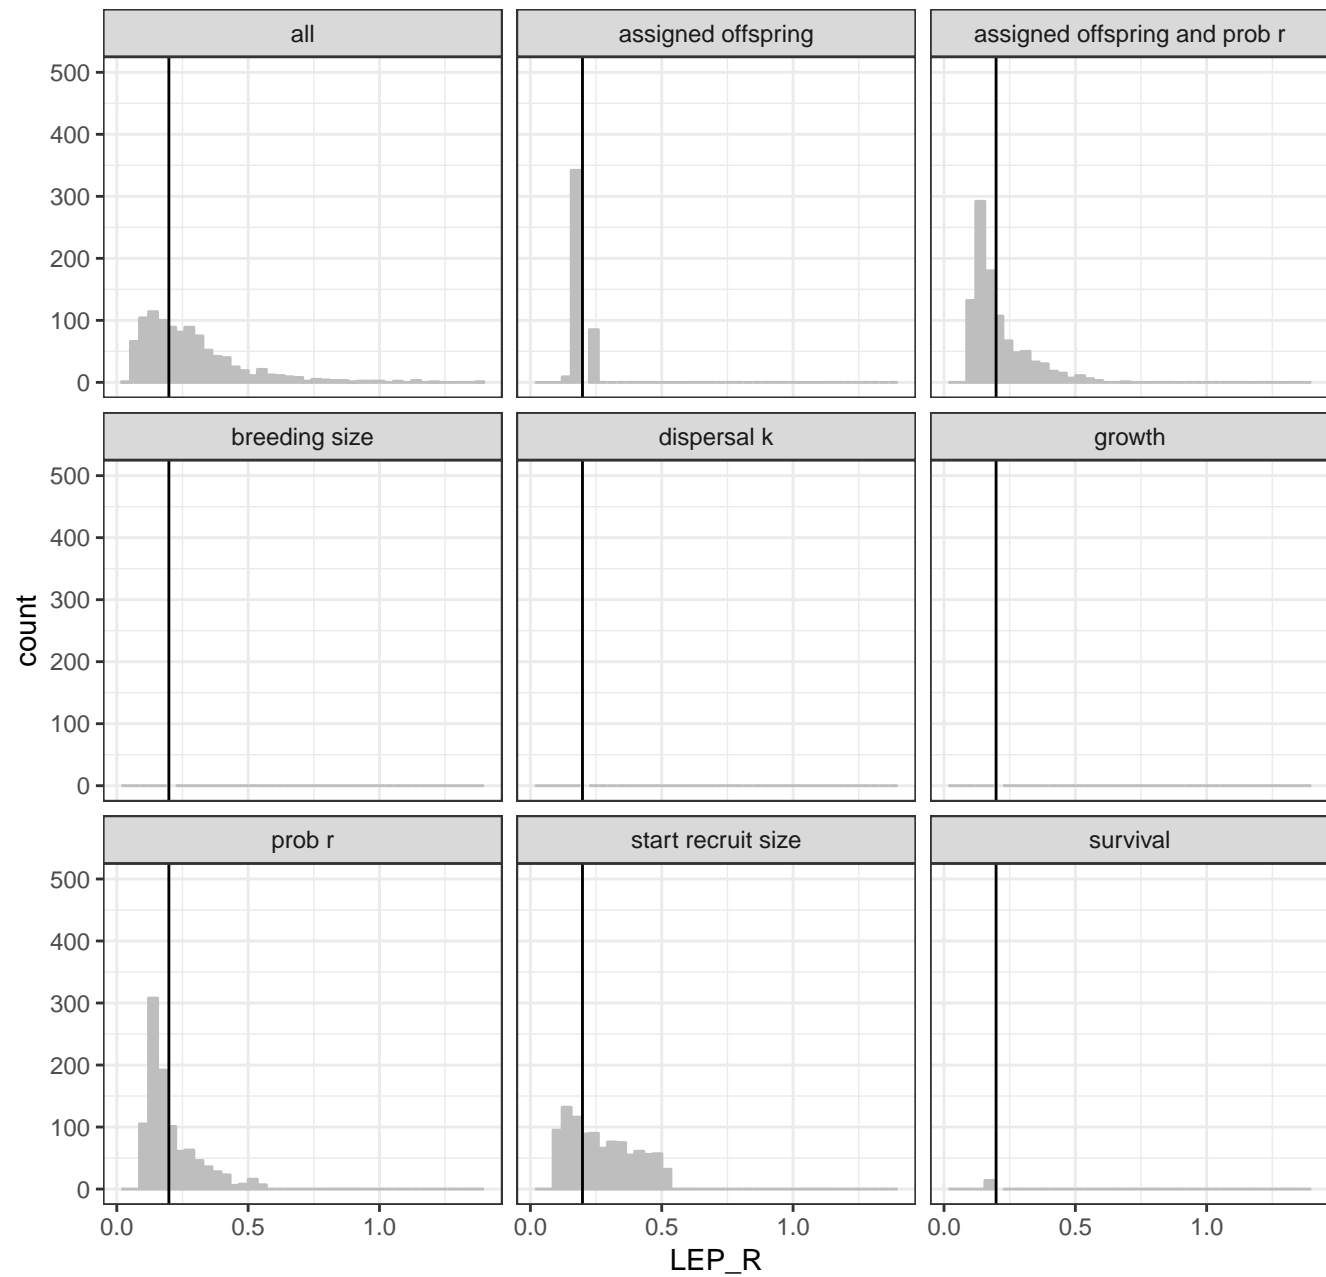 all
assigned offspring
assigned offspring and prob r
500
400
300
200
100
0
breeding size
dispersal k
growth
500
400
300
200
100
0
count
prob r
start recruit size
survival
500
400
300
200
100
0
0.0 0.5 1.0
0.0 0.5 1.0
0.0 0.5 1.0
LEP_R